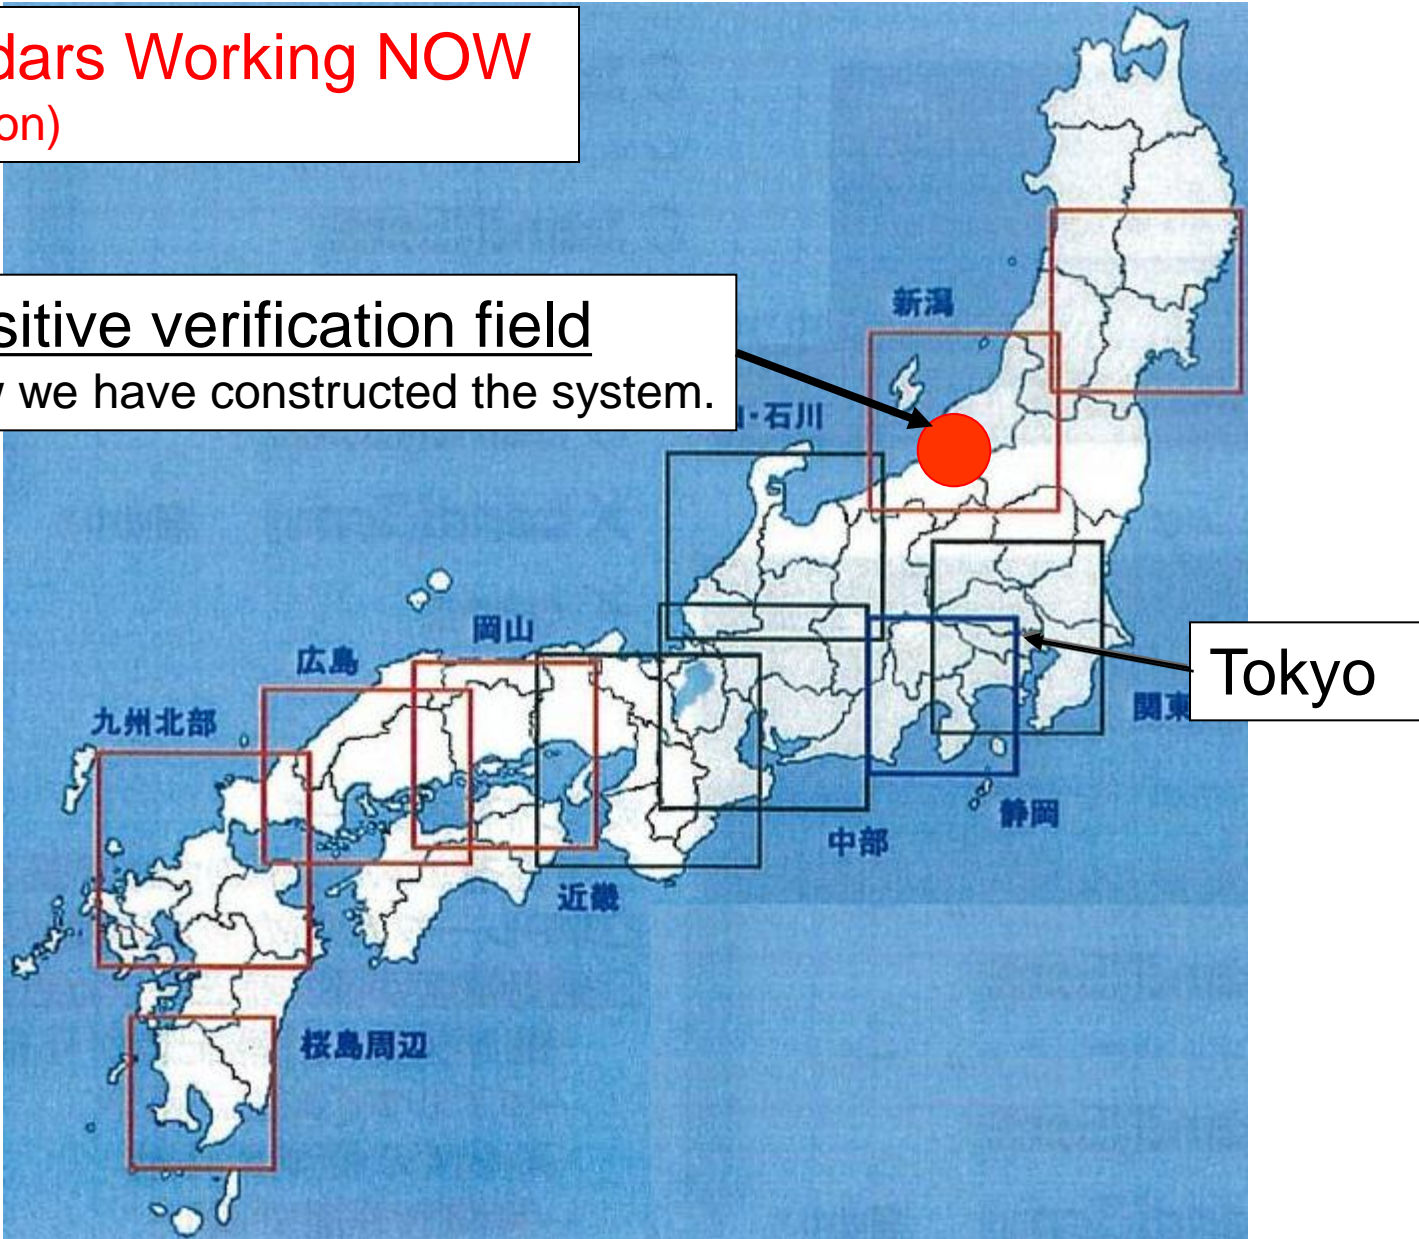 dars Working NOW
on)
新潟
sitive verification field
we have constructed the system.
・石川
岡山
広島
Tokyo
九州北部
関東
静岡
中部
近畿
桜島周辺